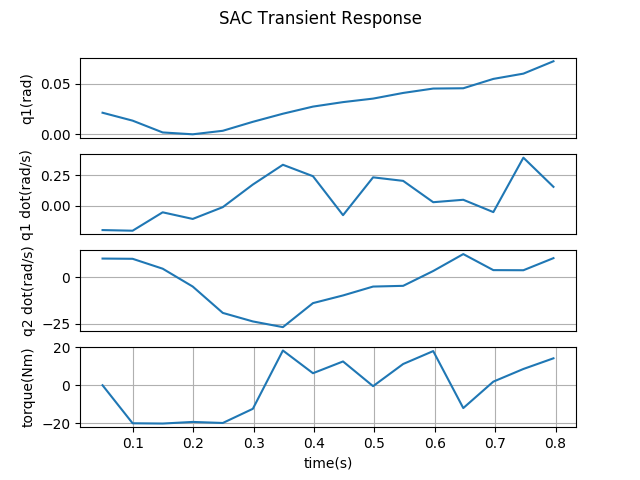 SAC Transient Response
q1(rad)
0.05
0.00
q1 dot(rad/s)
0.25
0.00
q2 dot(rad/s)
0
−25
torque(Nm)
20
0
−20
0.1 0.2 0.3 0.4 0.5 0.6 0.7 0.8
time(s)